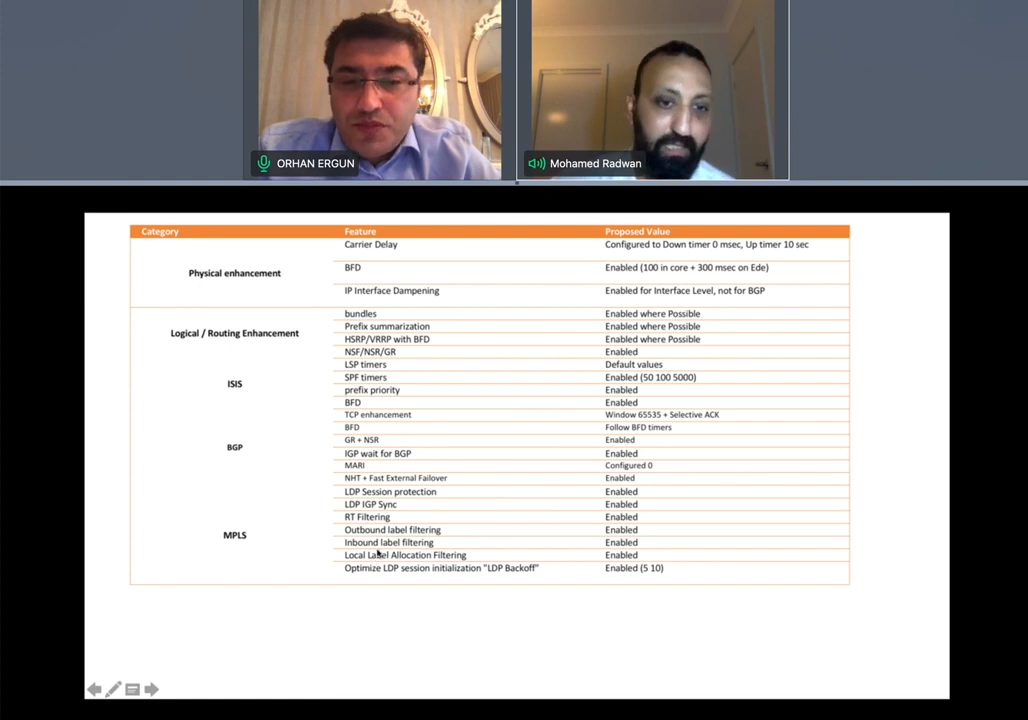 ORHAN ERGUN
Mohamed Radwan
Category Feature Proposed Value
Carrier Delay Configured to Down timer 0 msec, Up timer 10 sec
Physical enhancement BFD Enabled (100 in core + 300 msec on Ede)
IP Interface Dampening Enabled for Interface Level, not for BGP
bundles Enabled where Possible
Prefix summarization Enabled where Possible
Logical / Routing Enhancement HSRP/VRRP with BFD Enabled where Possible
NSF/NSR/GR Enabled
LSP timers Default values
SPF timers Enabled (50 100 5000)
ISIS prefix priority Enabled
BFD Enabled
TCP enhancement Window 65535 + Selective ACK
BFD Follow BFD timers
GR + NSR Enabled
BGP IGP wait for BGP Enabled
MARI Configured 0
NHT + Fast External Failover Enabled
LDP Session protection Enabled
LDP IGP Sync Enabled
RT Filtering Enabled
MPLS Outbound label filtering Enabled
Inbound label filtering Enabled
Local Label Allocation Filtering Enabled
Optimize LDP session initialization "LDP Backoff" Enabled (5 10)